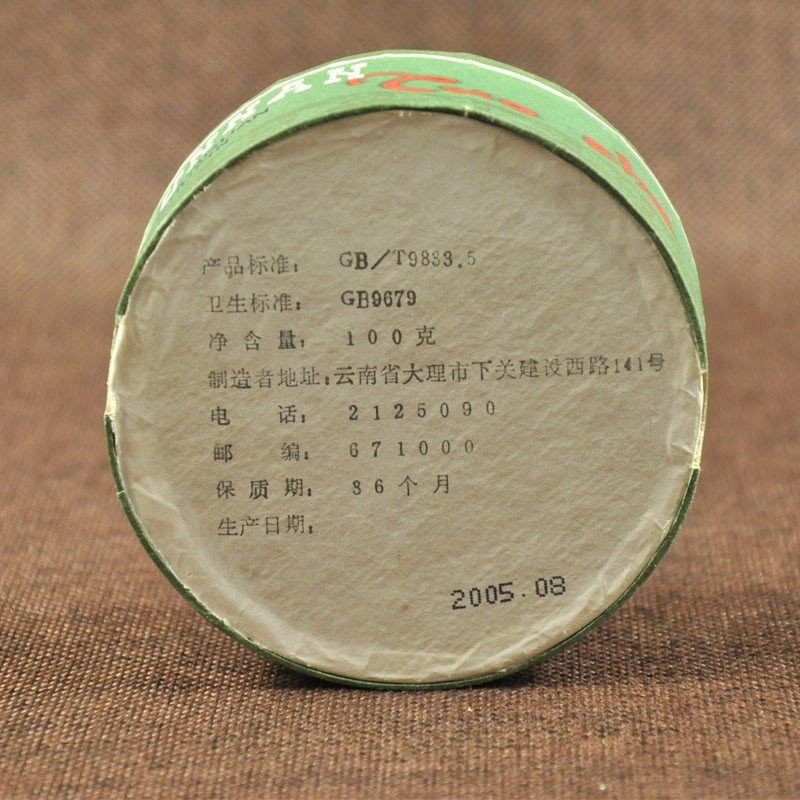 NNAN Tuo cha
产品标准: GB/T9833.5
卫生标准: GB9679
净含量: 100克
制造者地址:云南省大理市下关建设西路141号
电 话: 2125090
邮 编: 671000
保质期: 36个月
生产日期:
2005.08